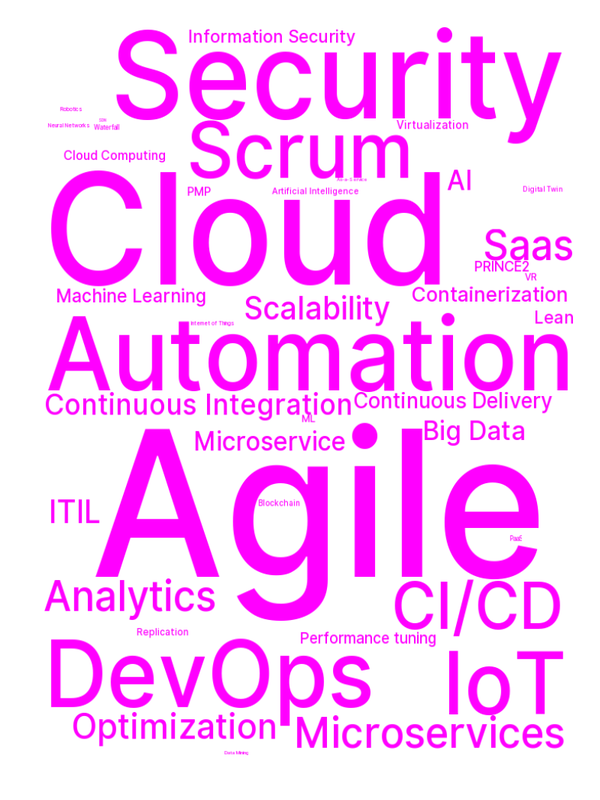 Information Security
Security
Robotics
Neural Networks
Waterfall
Virtualization
Scrum
Cloud Computing
AI
PMP
Artificial Intelligence
Digital Twin
Cloud
Saas
PRINCE2
VR
Machine Learning
Containerization
Scalability
Lean
Internet of Things
Automation
Continuous Integration
Continuous Delivery
ML
Big Data
Microservice
Agile
Blockchain
ITIL
PaaS
Analytics
CI/CD
Replication
Performance tuning
DevOps
IoT
Optimization
Microservices
Data Mining